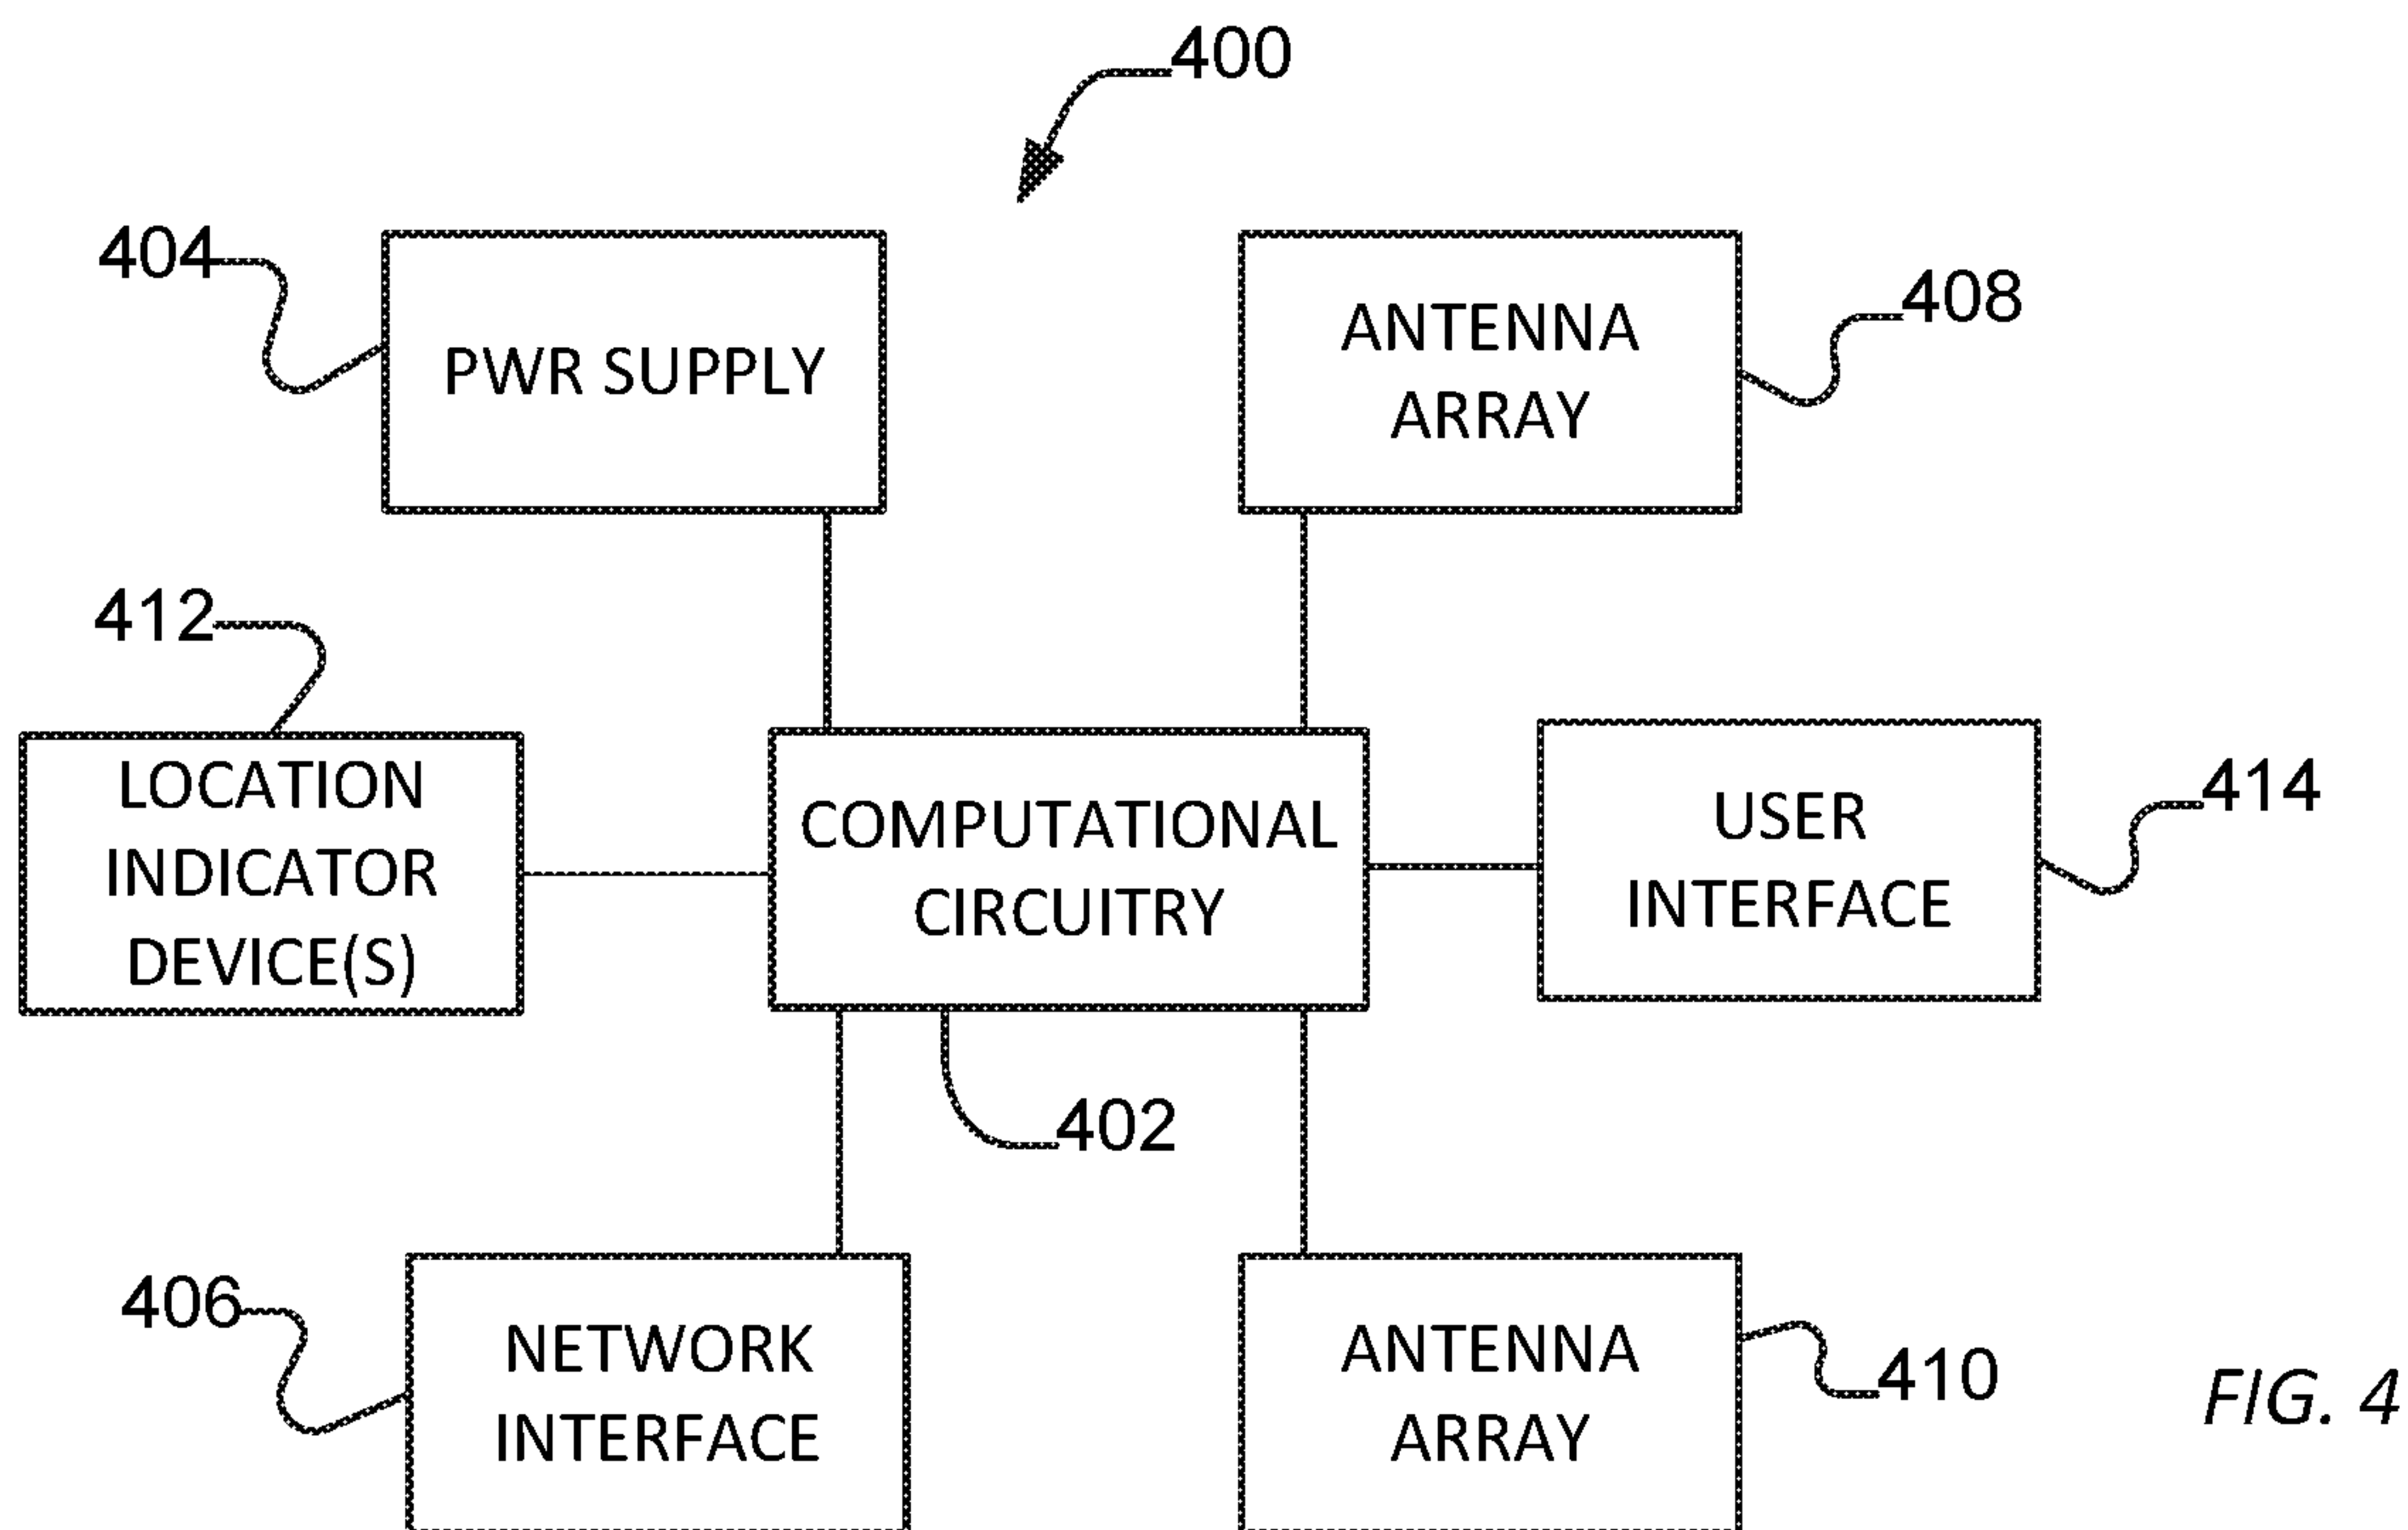 400
404
PWR SUPPLY
ANTENNA
ARRAY
408
412
LOCATION
INDICATOR
DEVICE(S)
COMPUTATIONAL
CIRCUITRY
USER
INTERFACE
414
402
406
NETWORK
INTERFACE
ANTENNA
ARRAY
410
FIG. 4